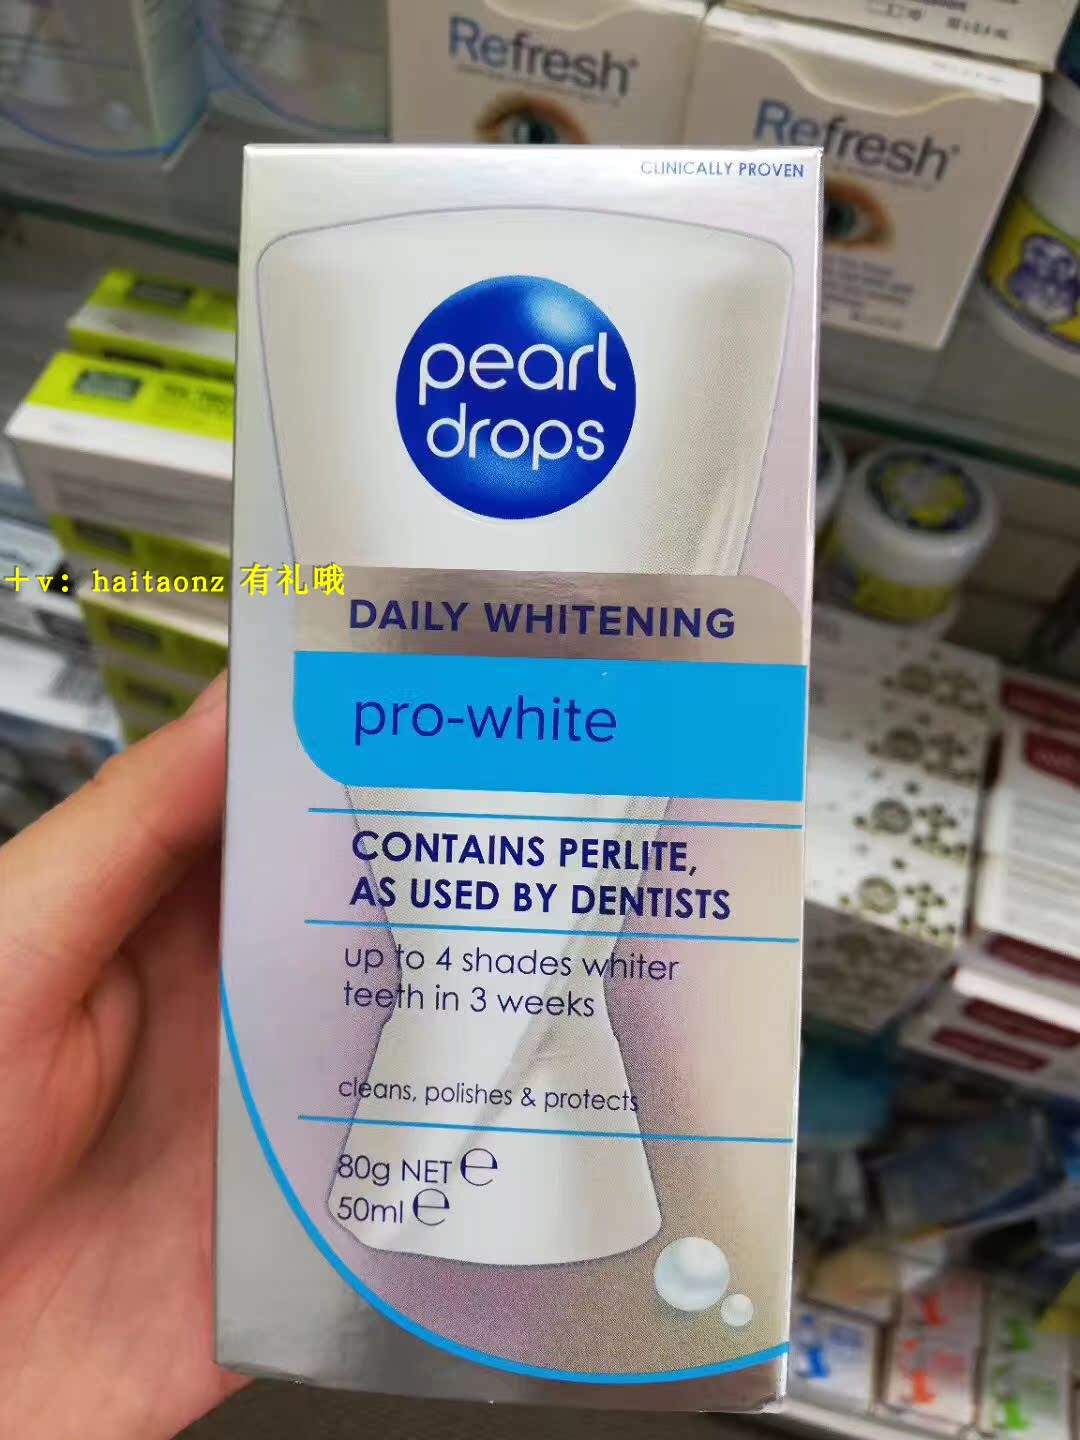 Refresh
Refresh
CLINICALLY PROVEN
pearl
drops
+v: haitaonz 有礼哦
DAILY WHITENING
pro-white
CONTAINS PERLITE,
AS USED BY DENTISTS
up to 4 shades whiter
teeth in 3 weeks
cleans, polishes & protects
80g NET e
50ml e